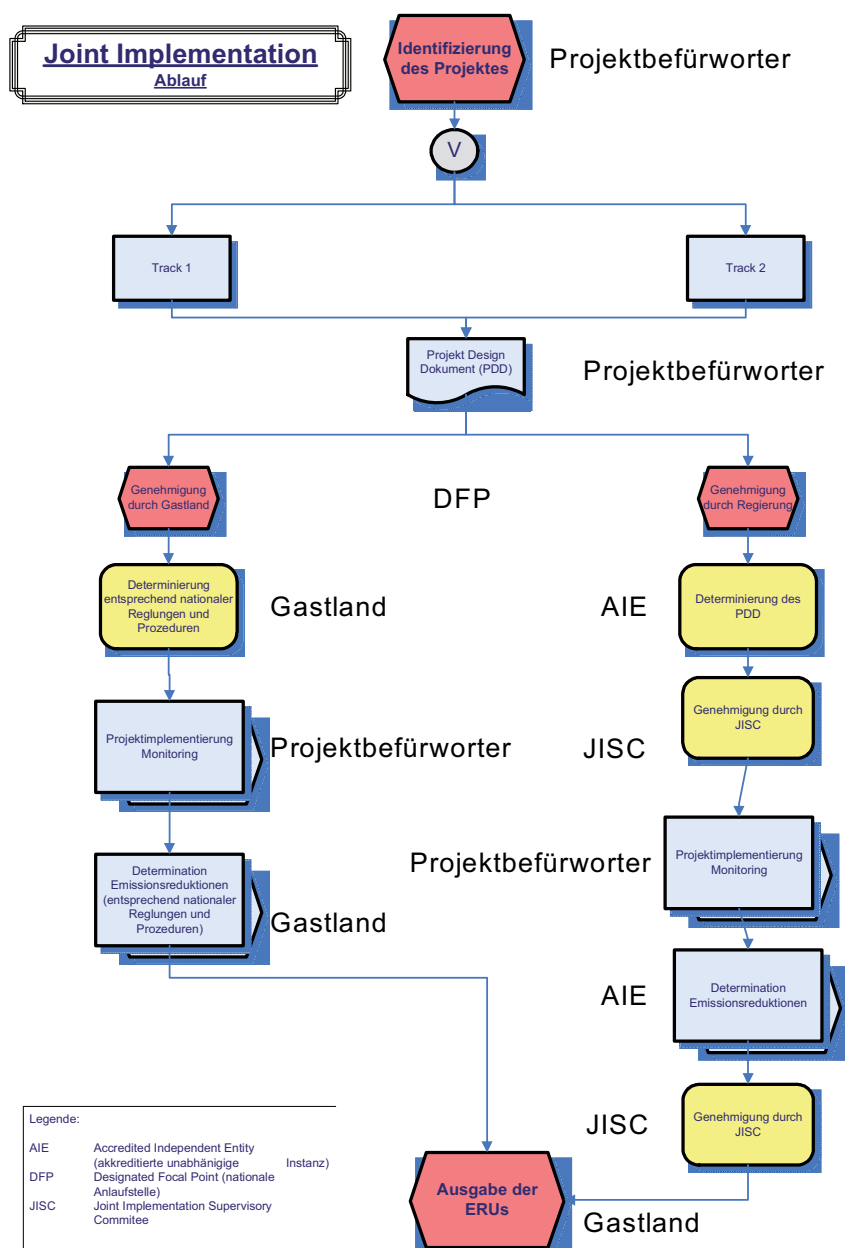 Joint Implementation
Ablauf
Identifizierung
des Projektes
Projektbefürworter
V
Track 1
Track 2
Projekt Design
Dokument (PDD)
Projektbefürworter
Genehmigung
durch Gastland
DFP
Genehmigung
durch Regierung
Determinierung
entsprechend nationaler
Reglungen und
Prozeduren
Gastland
AIE
Determinierung des
PDD
Genehmigung durch
JISC
JISC
Projektimplementierung
Monitoring
Projektbefürworter
Projektbefürworter
Projektimplementierung
Monitoring
Determination
Emissionsreduktionen
(entsprechend nationaler
Reglungen und
Prozeduren)
Gastland
AIE
Determination
Emissionsreduktionen
JISC
Genehmigung durch
JISC
Ausgabe der
ERUs
Gastland
Legende:
AIE Accredited Independent Entity
(akkreditierte unabhänigige Instanz)
DFP Designated Focal Point (nationale
Anlaufstelle)
JISC Joint Implementation Supervisory
Commitee